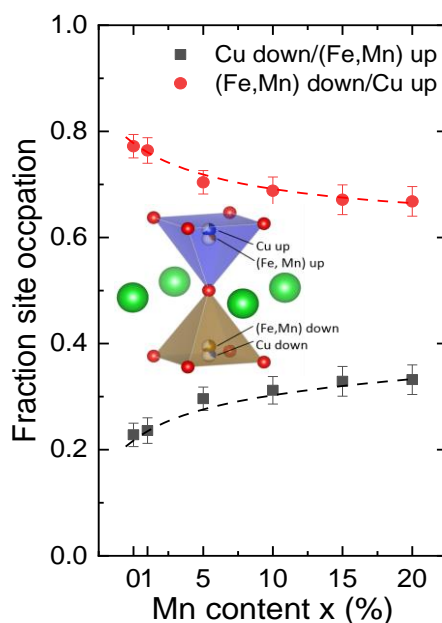 Cu down/(Fe,Mn) up
(Fe,Mn) down/Cu up
1.0
0.8
0.6
0.4
0.2
0.0
Fraction site occpation
Cu up
(Fe, Mn) up
(Fe,Mn) down
Cu down
01 5 10 15 20
Mn content x (%)